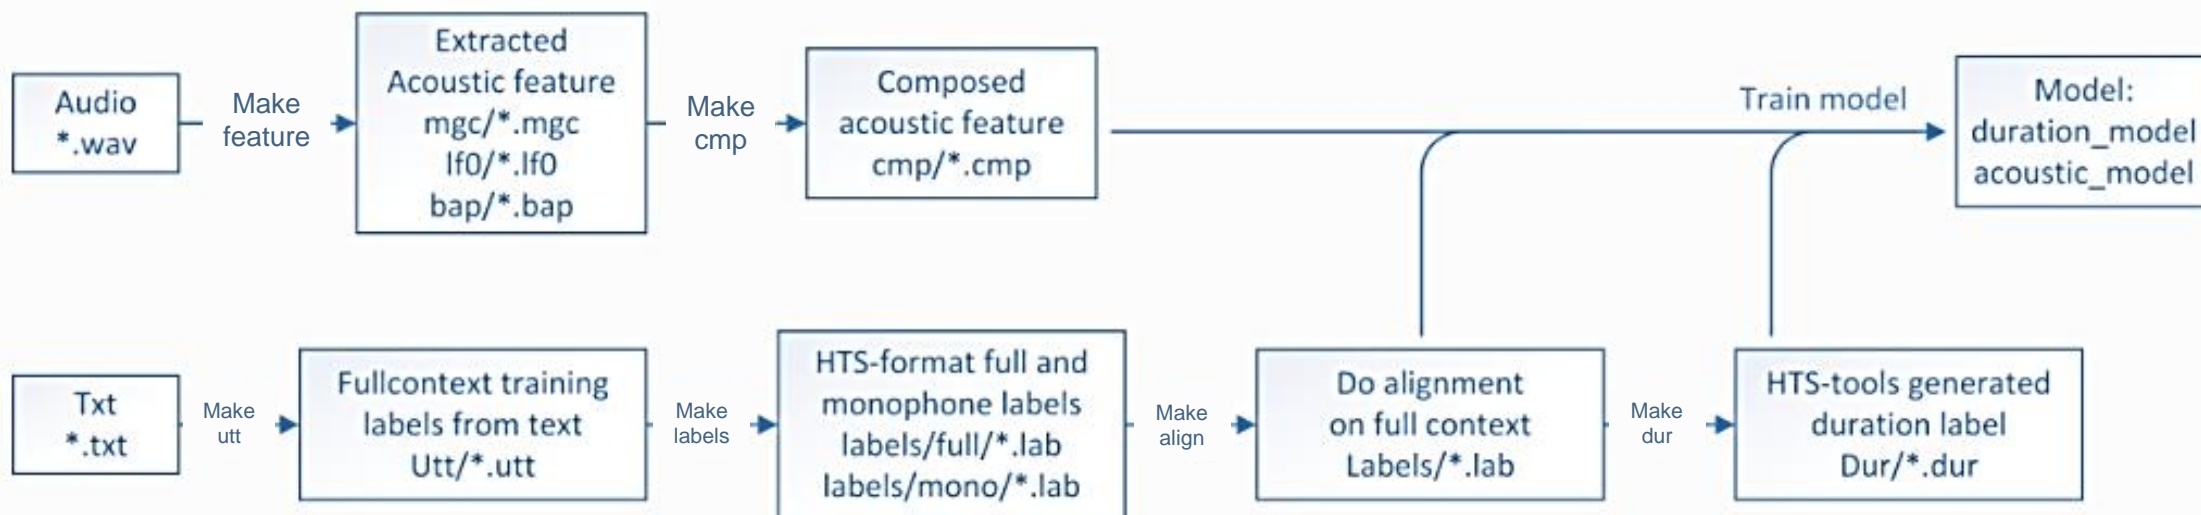 Audio
*.wav
Make
feature
Extracted
Acoustic feature
mgc/*.mgc
lf0/*.lf0
bap/*.bap
Make
cmp
Composed
acoustic feature
cmp/*.cmp
Train model
Model:
duration_model
acoustic_model
Txt
*.txt
Make
utt
Fullcontext training
labels from text
Utt/*.utt
Make
labels
HTS-format full and
monophone labels
labels/full/*.lab
labels/mono/*.lab
Make
align
Do alignment
on full context
Labels/*.lab
Make
dur
HTS-tools generated
duration label
Dur/*.dur